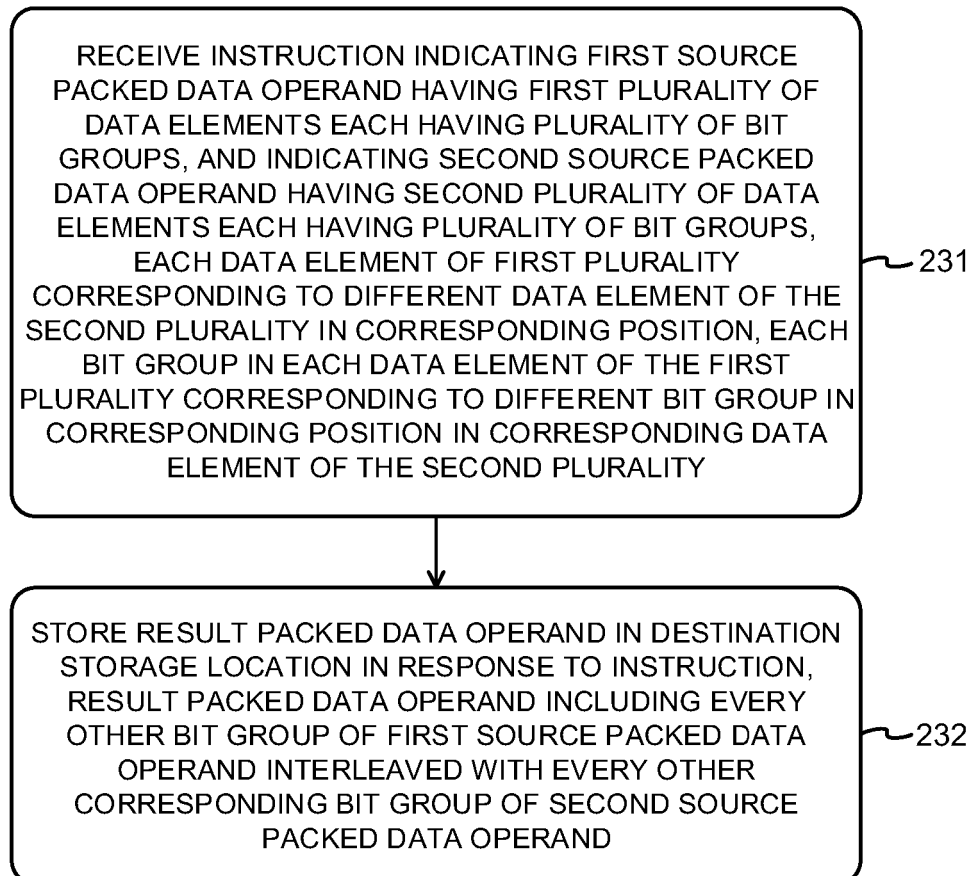 RECEIVE INSTRUCTION INDICATING FIRST SOURCE
PACKED DATA OPERAND HAVING FIRST PLURALITY OF
DATA ELEMENTS EACH HAVING PLURALITY OF BIT
GROUPS, AND INDICATING SECOND SOURCE PACKED
DATA OPERAND HAVING SECOND PLURALITY OF DATA
ELEMENTS EACH HAVING PLURALITY OF BIT GROUPS,
EACH DATA ELEMENT OF FIRST PLURALITY
CORRESPONDING TO DIFFERENT DATA ELEMENT OF THE
SECOND PLURALITY IN CORRESPONDING POSITION, EACH
BIT GROUP IN EACH DATA ELEMENT OF THE FIRST
PLURALITY CORRESPONDING TO DIFFERENT BIT GROUP IN
CORRESPONDING POSITION IN CORRESPONDING DATA
ELEMENT OF THE SECOND PLURALITY
231
STORE RESULT PACKED DATA OPERAND IN DESTINATION
STORAGE LOCATION IN RESPONSE TO INSTRUCTION,
RESULT PACKED DATA OPERAND INCLUDING EVERY
OTHER BIT GROUP OF FIRST SOURCE PACKED DATA
OPERAND INTERLEAVED WITH EVERY OTHER
CORRESPONDING BIT GROUP OF SECOND SOURCE
PACKED DATA OPERAND
232